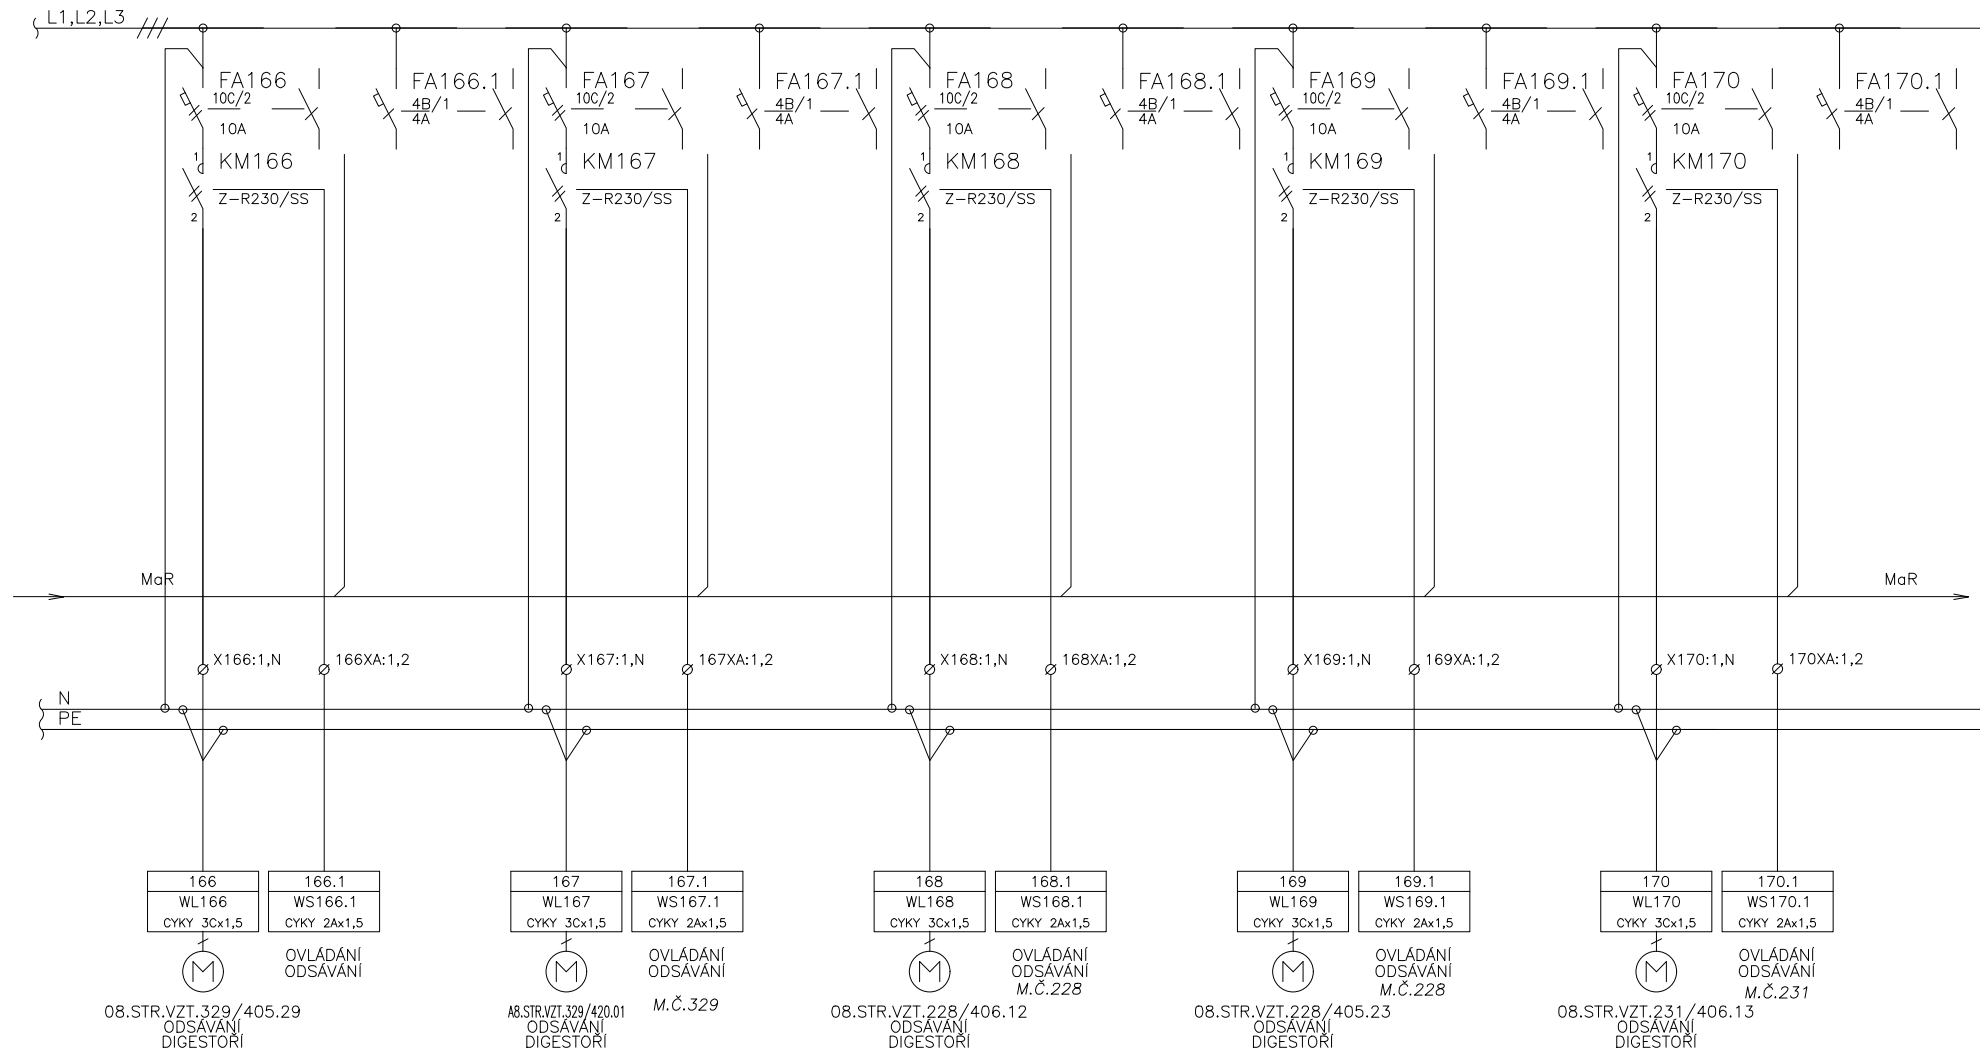 L1,L2,L3
FA166 FA166.1 FA167 FA167.1 FA168 FA168.1 FA169 FA169.1 FA170 FA170.1
10C/2 4B/1 10C/2 4B/1 10C/2 4B/1 10C/2 4B/1 10C/2 4B/1
10A 4A 10A 4A 10A 4A 10A 4A 10A 4A
1 KM166 1 KM167 1 KM168 1 KM169 1 KM170
Z-R230/SS Z-R230/SS Z-R230/SS Z-R230/SS Z-R230/SS
2 2 2 2 2
MaR MaR
X166:1,N 166XA:1,2 X167:1,N 167XA:1,2 X168:1,N 168XA:1,2 X169:1,N 169XA:1,2 X170:1,N 170XA:1,2
N
PE
166 166.1 167 167.1 168 168.1 169 169.1 170 170.1
WL166 WS166.1 WL167 WS167.1 WL168 WS168.1 WL169 WS169.1 WL170 WS170.1
CYKY 3Cx1,5 CYKY 2Ax1,5 CYKY 3Cx1,5 CYKY 2Ax1,5 CYKY 3Cx1,5 CYKY 2Ax1,5 CYKY 3Cx1,5 CYKY 2Ax1,5 CYKY 3Cx1,5 CYKY 2Ax1,5
OVLÁDÁNÍ OVLÁDÁNÍ OVLÁDÁNÍ OVLÁDÁNÍ OVLÁDÁNÍ
M ODSÁVÁNÍ M ODSÁVÁNÍ M ODSÁVÁNÍ M ODSÁVÁNÍ M ODSÁVÁNÍ
M.Č.329 M.Č.228 M.Č.228 M.Č.231
08.STR.VZT.329/405.29 A8.STR.VZT.329/420.01 08.STR.VZT.228/406.12 08.STR.VZT.228/405.23 08.STR.VZT.231/406.13
ODSÁVÁNÍ ODSÁVÁNÍ ODSÁVÁNÍ ODSÁVÁNÍ ODSÁVÁNÍ
DIGESTOŘÍ DIGESTOŘÍ DIGESTOŘÍ DIGESTOŘÍ DIGESTOŘÍ